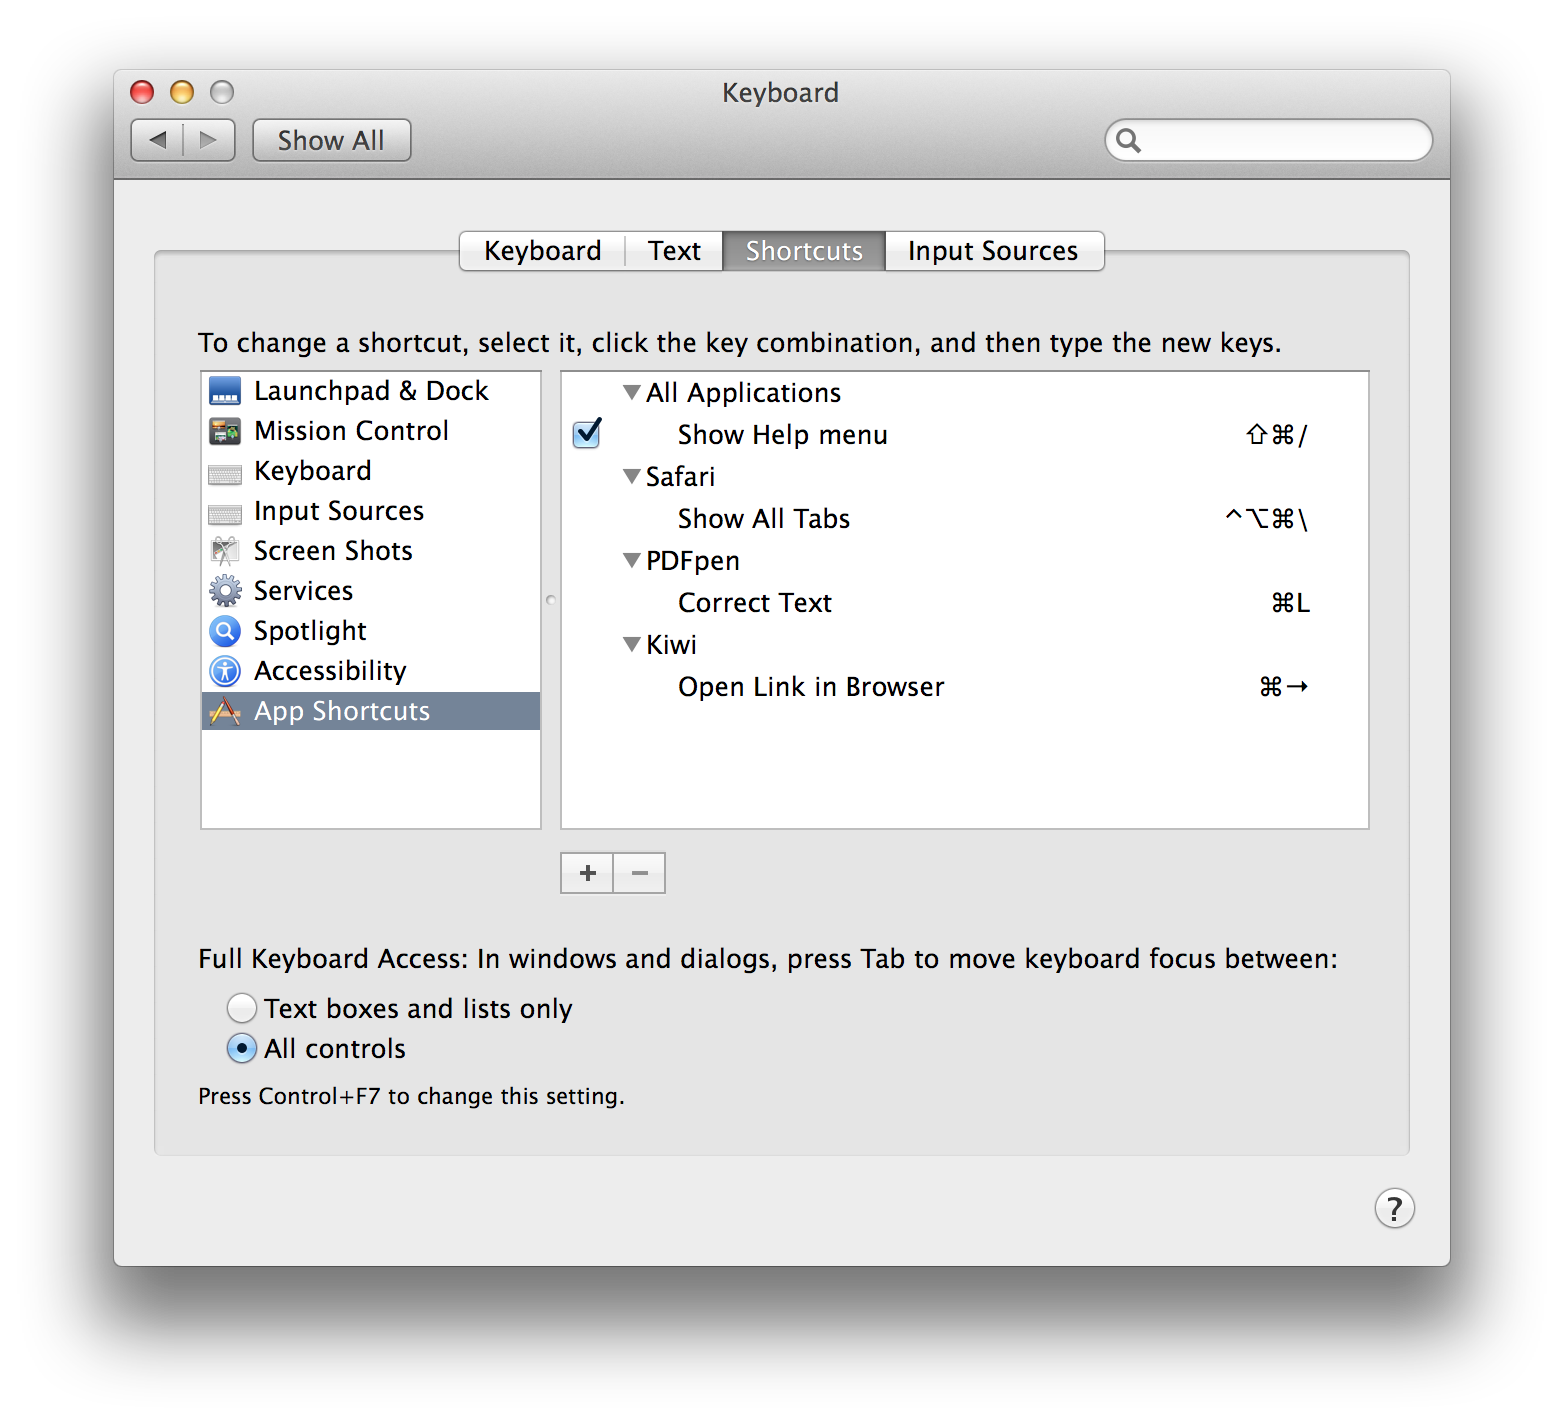 Keyboard
Show All
Keyboard Text Shortcuts Input Sources
To change a shortcut, select it, click the key combination, and then type the new keys.
Launchpad & Dock
Mission Control
Keyboard
Input Sources
Screen Shots
Services
Spotlight
Accessibility
App Shortcuts
All Applications
Show Help menu ⇧⌘/
Safari
Show All Tabs ^⌥⌘\
PDFpen
Correct Text ⌘L
Kiwi
Open Link in Browser ⌘→
+ −
Full Keyboard Access: In windows and dialogs, press Tab to move keyboard focus between:
Text boxes and lists only
All controls
Press Control+F7 to change this setting.
?